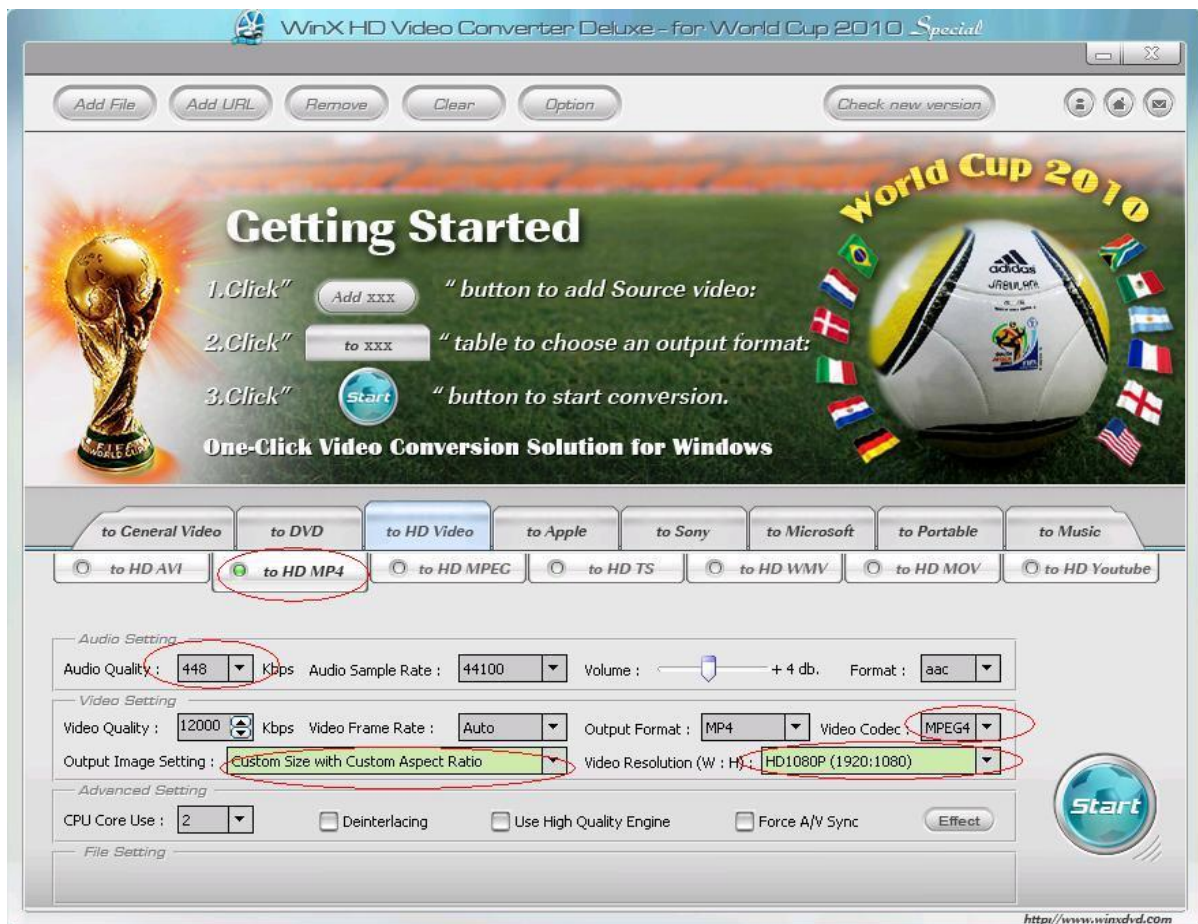 WinX HD Video Converter Deluxe - for World Cup 2010 Special
Add File Add URL Remove Clear Option Check new version
World Cup 2010
Getting Started
1.Click" Add xxx " button to add Source video:
2.Click" to xxx " table to choose an output format:
3.Click" Start " button to start conversion.
One-Click Video Conversion Solution for Windows
adidas
JABULANI
FIFA
WORLD CUP
to General Video to DVD to HD Video to Apple to Sony to Microsoft to Portable to Music
to HD AVI to HD MP4 to HD MPEG to HD TS to HD WMV to HD MOV to HD Youtube
Audio Setting
Audio Quality : 448 Kbps Audio Sample Rate : 44100 Volume : + 4 db. Format : aac
Video Setting
Video Quality : 12000 Kbps Video Frame Rate : Auto Output Format : MP4 Video Codec : MPEG4
Output Image Setting : Custom Size with Custom Aspect Ratio Video Resolution (W : H) : HD1080P (1920:1080)
Advanced Setting
CPU Core Use : 2 Deinterlacing Use High Quality Engine Force A/V Sync Effect
Start
File Setting
http://www.winxdvd.com